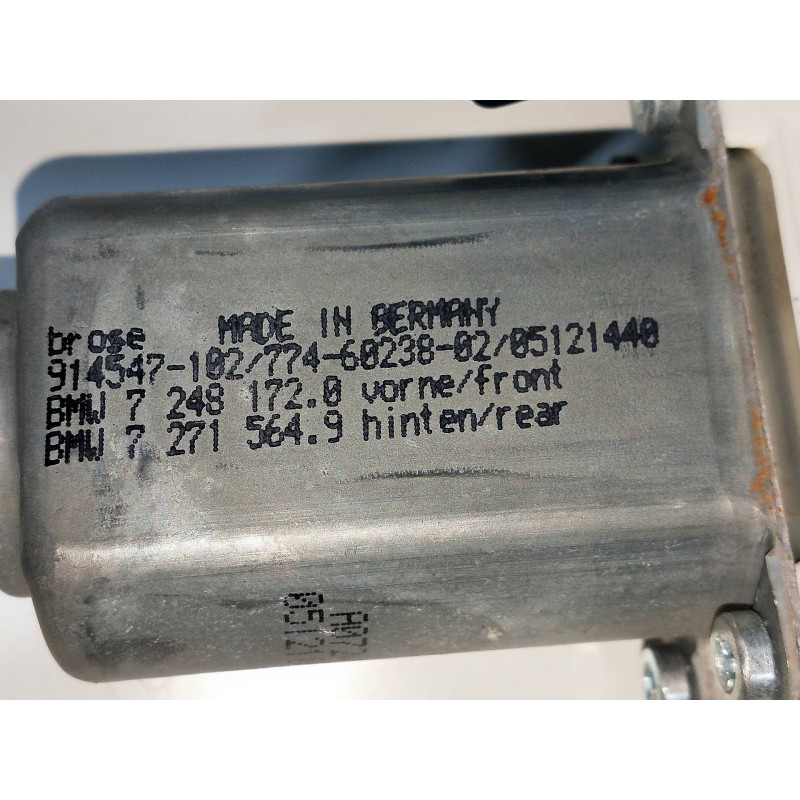 brose MADE IN GERMANY
914547-102/774-60238-02/05121440
BMW 7 248 172.0 vorne/front
BMW 7 271 564.9 hinten/rear